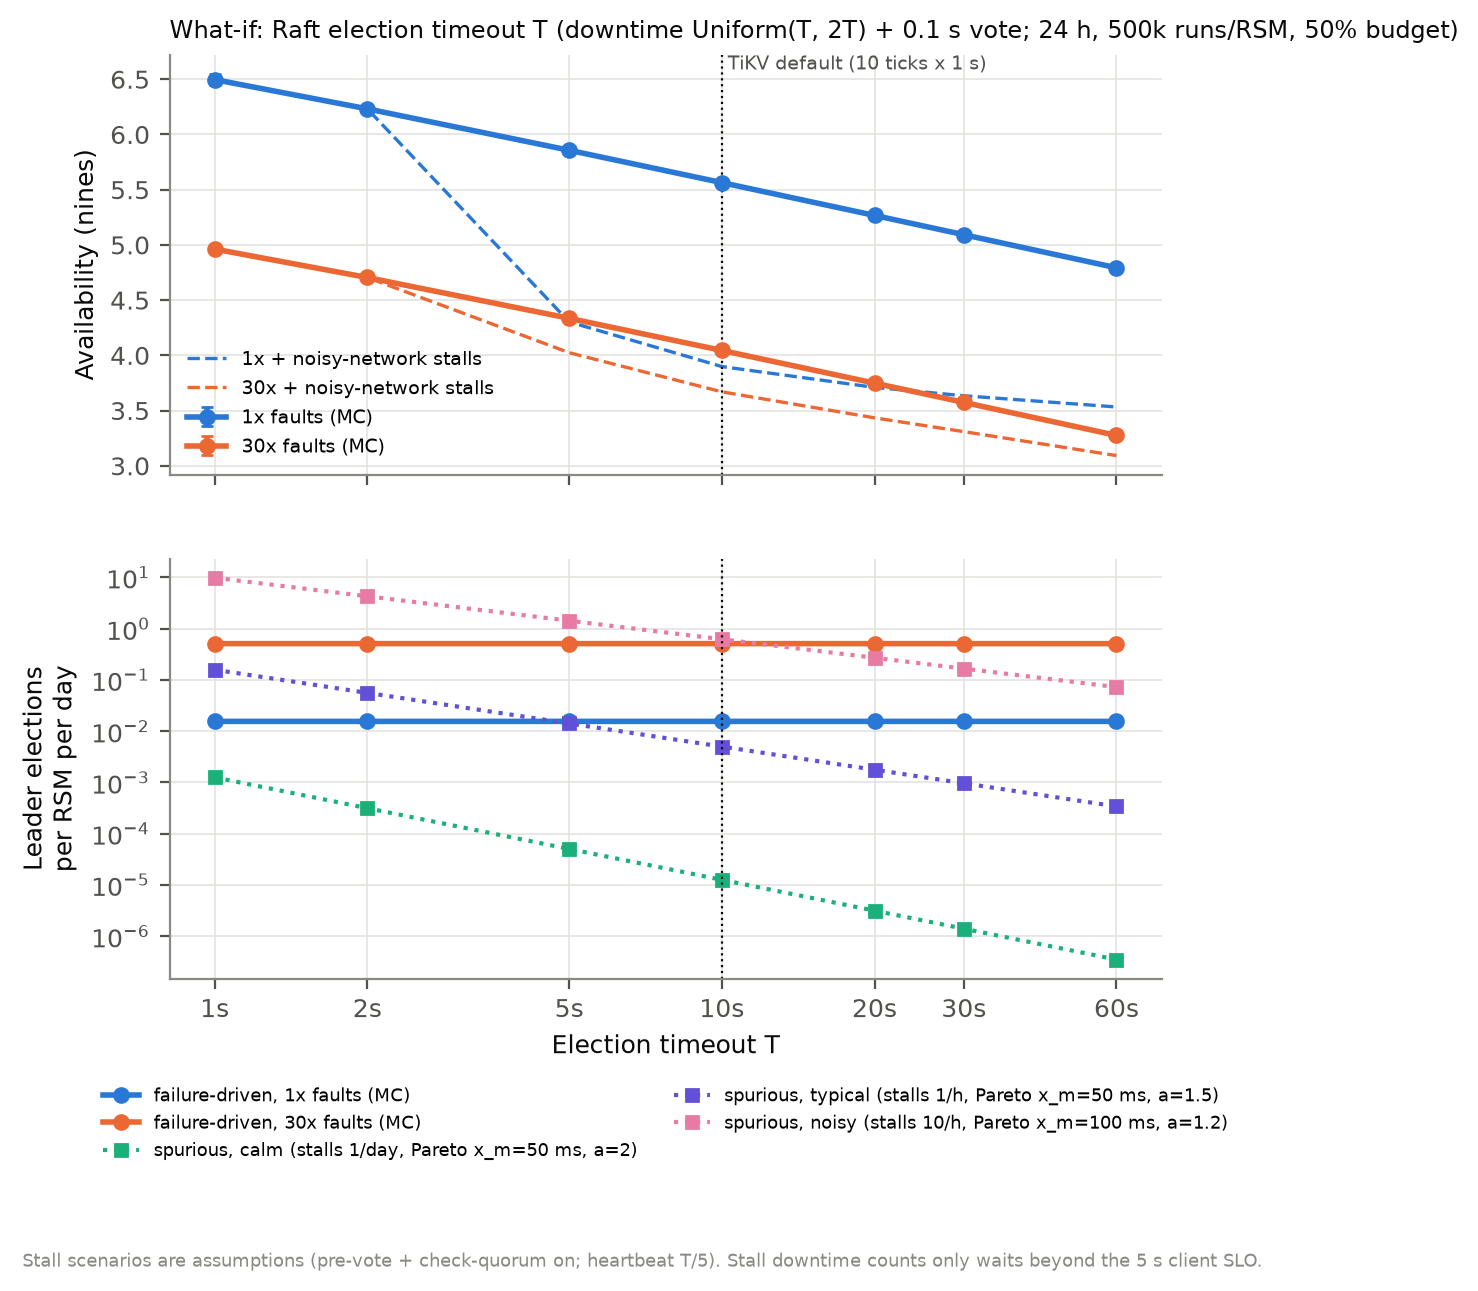 What-if: Raft election timeout T (downtime Uniform(T, 2T) + 0.1 s vote; 24 h, 500k runs/RSM, 50% budget)
TiKV default (10 ticks x 1 s)
6.5
6.0
5.5
5.0
4.5
4.0
3.5
3.0
Availability (nines)
1x + noisy-network stalls
30x + noisy-network stalls
1x faults (MC)
30x faults (MC)
10¹
10⁰
10⁻¹
10⁻²
10⁻³
10⁻⁴
10⁻⁵
10⁻⁶
Leader elections
per RSM per day
1s 2s 5s 10s 20s 30s 60s
Election timeout T
failure-driven, 1x faults (MC)
failure-driven, 30x faults (MC)
spurious, calm (stalls 1/day, Pareto x_m=50 ms, a=2)
spurious, typical (stalls 1/h, Pareto x_m=50 ms, a=1.5)
spurious, noisy (stalls 10/h, Pareto x_m=100 ms, a=1.2)
Stall scenarios are assumptions (pre-vote + check-quorum on; heartbeat T/5). Stall downtime counts only waits beyond the 5 s client SLO.